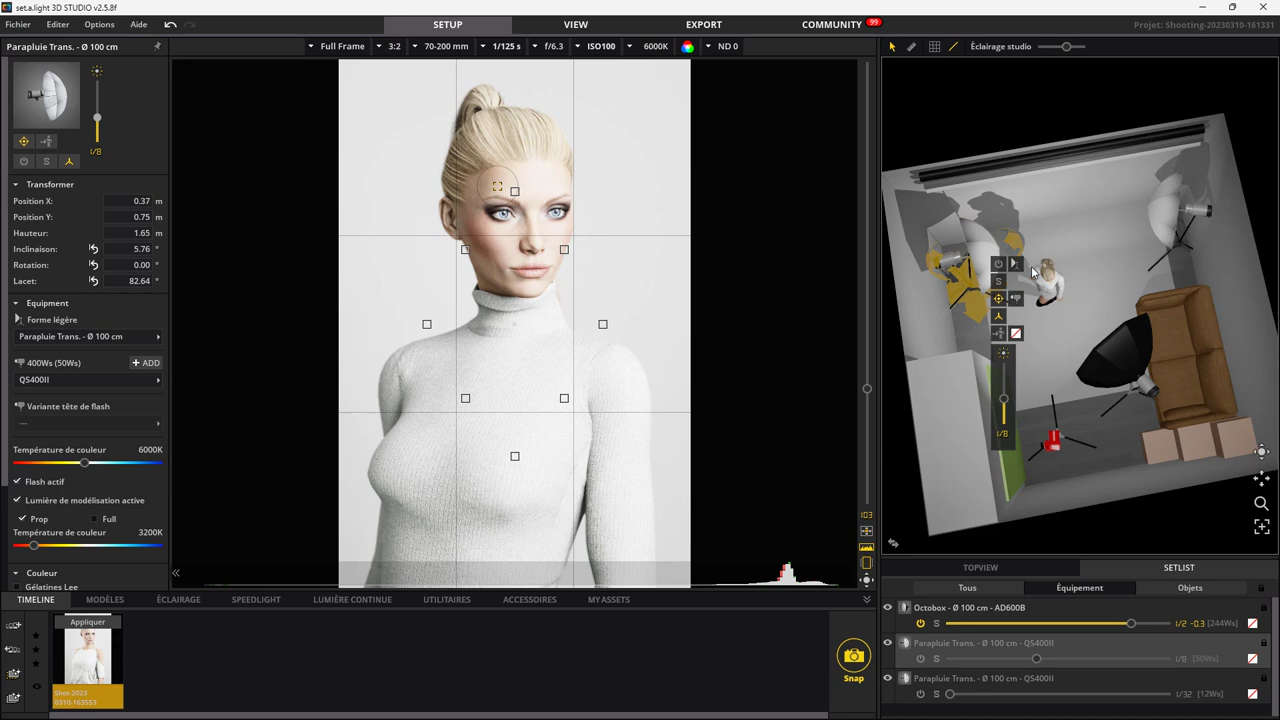 set.a.light 3D STUDIO v2.5.8f
Fichier Editer Options Aide SETUP VIEW EXPORT COMMUNITY 99 Projet: Shooting-20230310-161331
Parapluie Trans. - Ø 100 cm Full Frame 3:2 70-200 mm 1/125 s f/6.3 ISO100 6000K ND 0 Éclairage studio
1/8
S
Transformer
Position X: 0.37 m
Position Y: 0.75 m
Hauteur: 1.65 m
Inclinaison: 5.76 °
Rotation: 0.00 °
Lacet: 82.64 °
Equipment
Forme légère
Parapluie Trans. - Ø 100 cm
400Ws (50Ws) ADD
QS400II
Variante tête de flash
---
Température de couleur 6000K
Flash actif
Lumière de modélisation active
Prop Full
Température de couleur 3200K
Couleur
Gélatines Lee
103
S
1/8
TIMELINE MODÈLES ÉCLAIRAGE SPEEDLIGHT LUMIÈRE CONTINUE UTILITAIRES ACCESSOIRES MY ASSETS
Appliquer
Shot-2023
0310-163553
Snap
TOPVIEW SETLIST
Tous Équipement Objets
Octobox - Ø 100 cm - AD600B
S 1/2 -0.3 [244Ws]
Parapluie Trans. - Ø 100 cm - QS400II
S 1/8 [50Ws]
Parapluie Trans. - Ø 100 cm - QS400II
S 1/32 [12Ws]